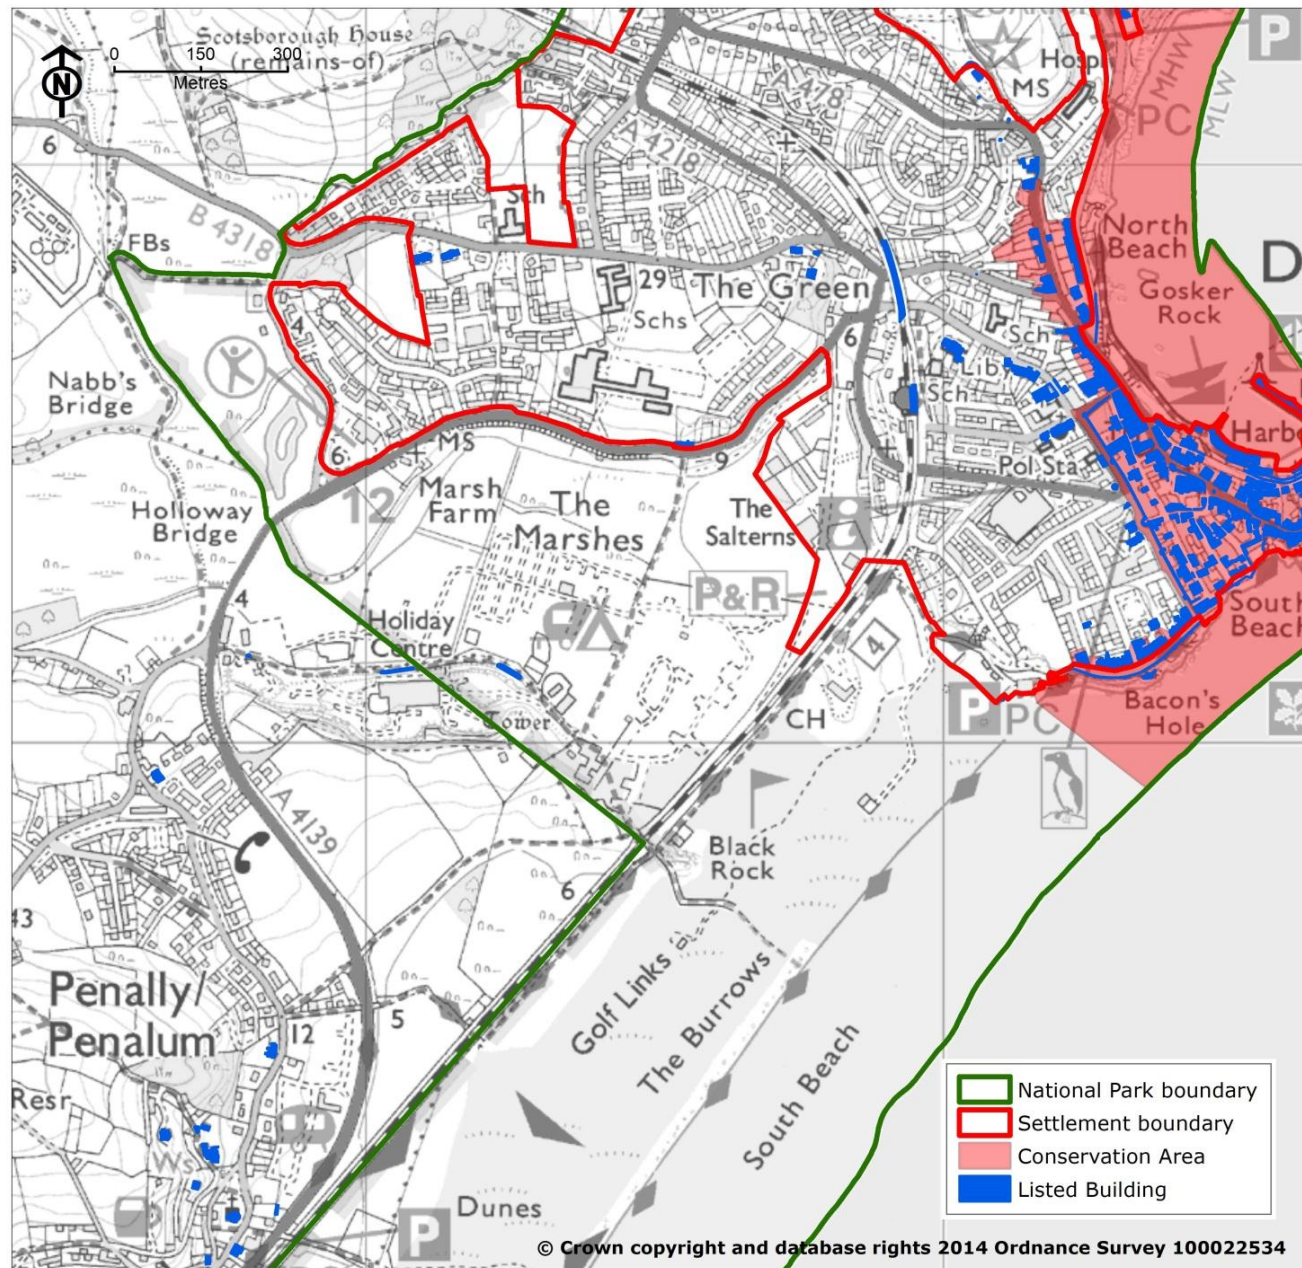 Scotsborough House
(remains of)
0 150 300
Metres
N
Hosp
MS
P
MHW
MLW
PC
A 478
A 4218
6
Sch
B 4318
FBs
North
Beach
D
29
The Green
Schs
Gosker
Rock
4
6
Sch
Liby
Sch
Nabb's
Bridge
MS
9
6
Harb
Pol Sta
12
Marsh
Farm
The
Marshes
The
Salterns
Holloway
Bridge
P&R
4
Holiday
Centre
4
South
Beach
Tower
CH
P
PC
Bacon's
Hole
A 4139
Black
Rock
6
43
Penally/
Penalum
12
5
Golf Links
The Burrows
South Beach
Resr
Ws
Dunes
P
National Park boundary
Settlement boundary
Conservation Area
Listed Building
© Crown copyright and database rights 2014 Ordnance Survey 100022534